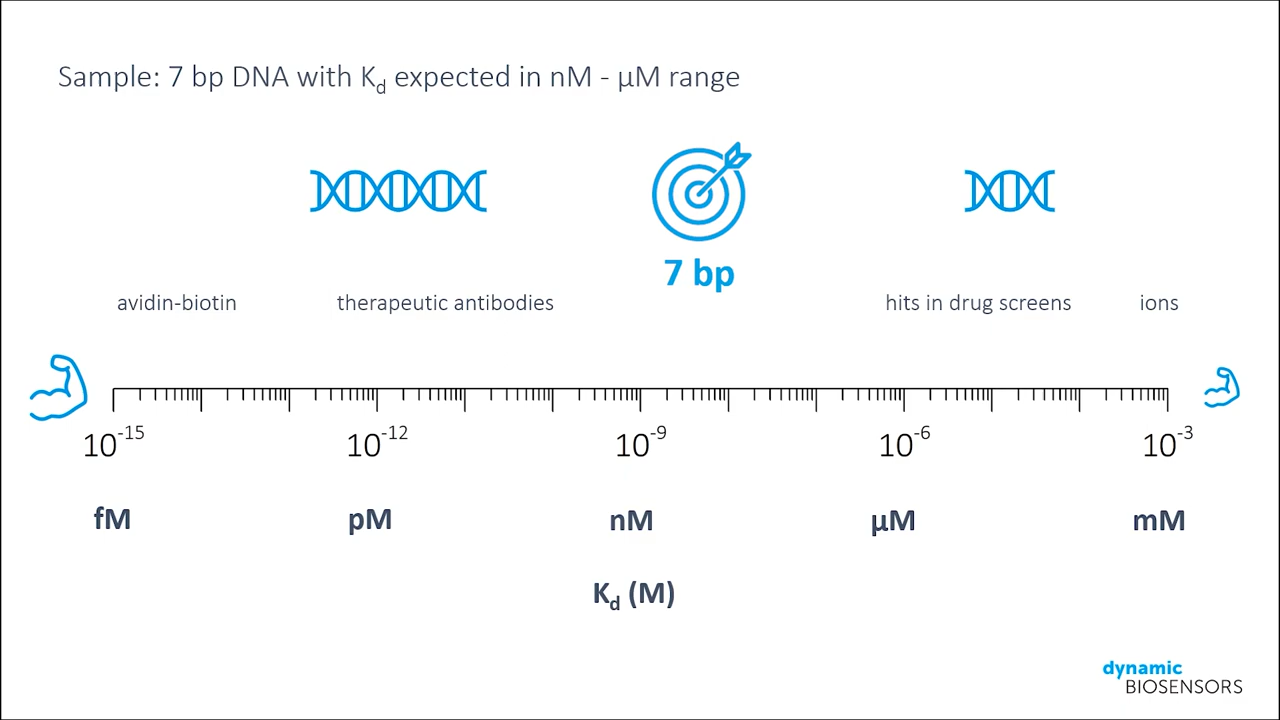 Sample: 7 bp DNA with Kd expected in nM - µM range
7 bp
avidin-biotin therapeutic antibodies hits in drug screens ions
10-15 10-12 10-9 10-6 10-3
fM pM nM µM mM
Kd (M)
dynamic
BIOSENSORS